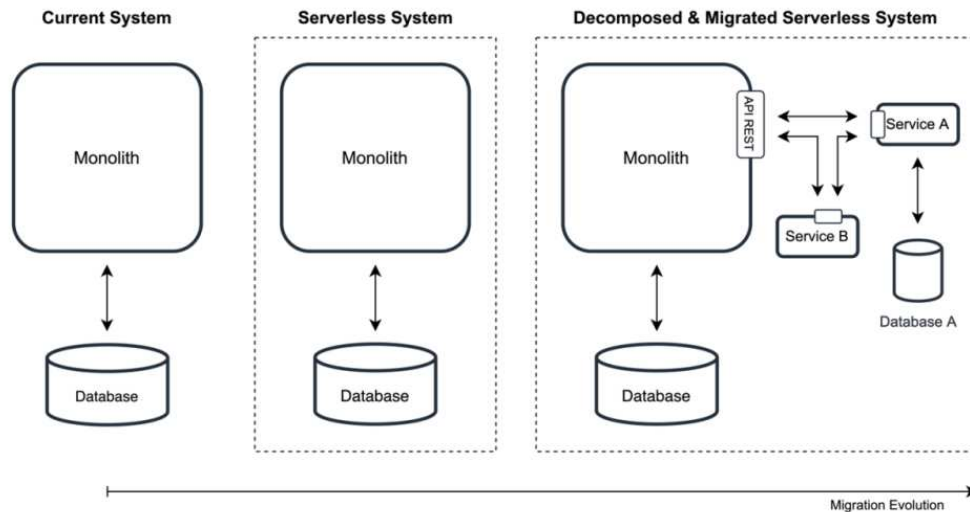 Current System
Serverless System
Decomposed & Migrated Serverless System
Monolith
Monolith
Monolith
API REST
Service A
Service B
Database A
Database
Database
Database
Migration Evolution